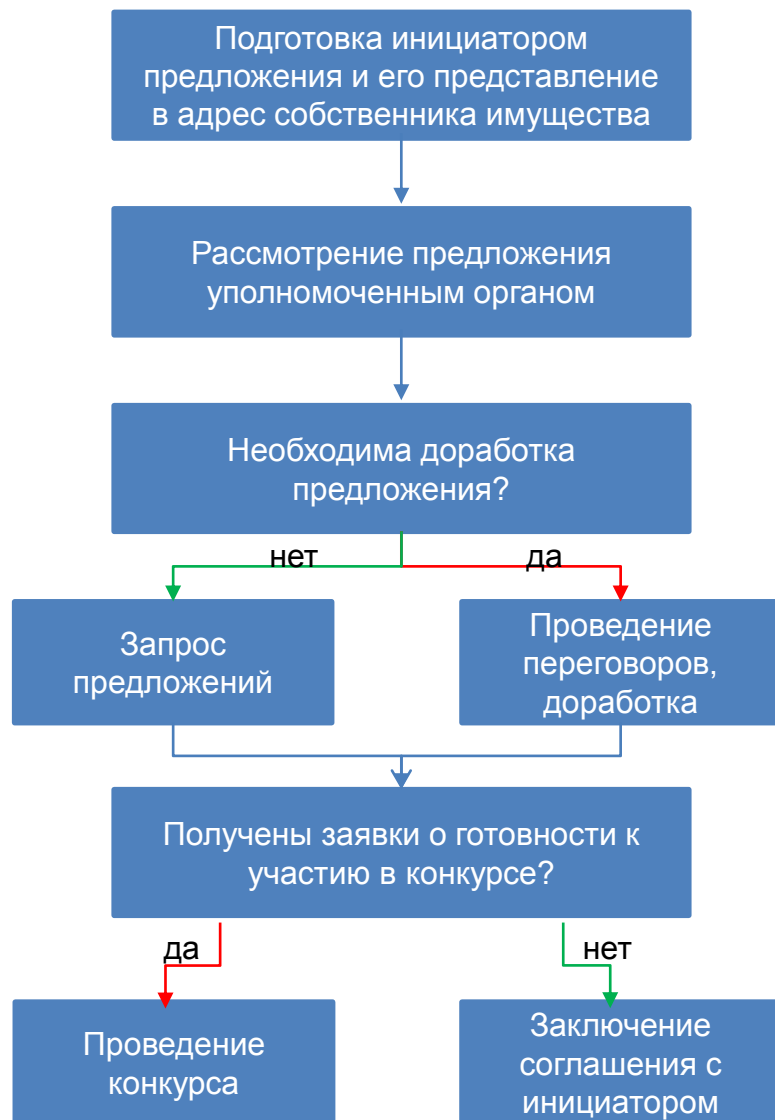 Подготовка инициатором
предложения и его представление
в адрес собственника имущества
Рассмотрение предложения
уполномоченным органом
Необходима доработка
предложения?
нет
да
Запрос
предложений
Проведение
переговоров,
доработка
Получены заявки о готовности к
участию в конкурсе?
да
нет
Проведение
конкурса
Заключение
соглашения с
инициатором